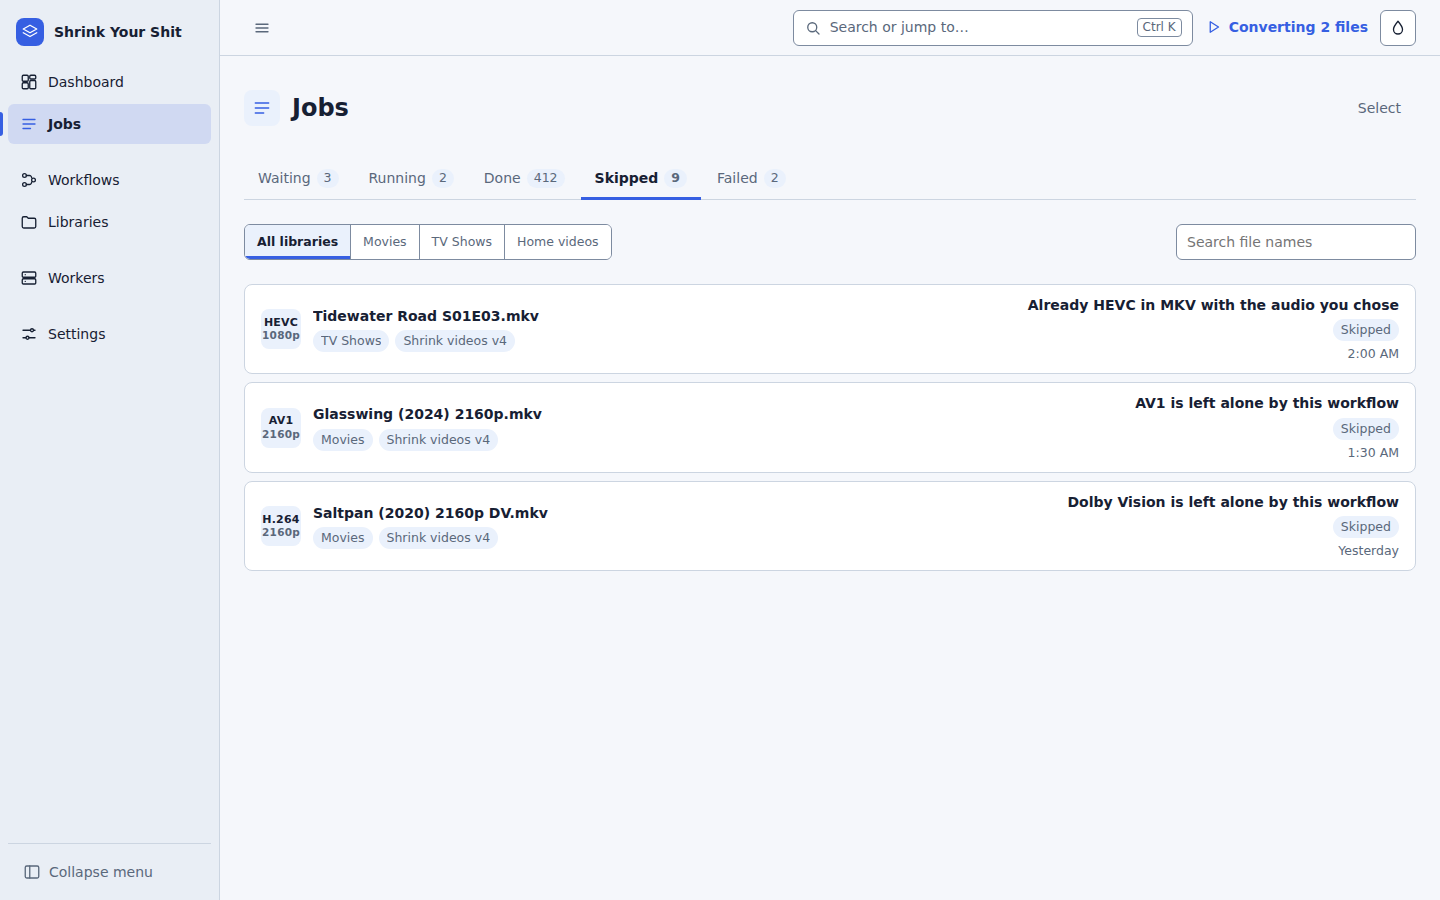 Shrink Your Shit
Dashboard
Jobs
Workflows
Libraries
Workers
Settings
Collapse menu
Search or jump to…
Ctrl K
Converting 2 files
Jobs
Select
Waiting 3
Running 2
Done 412
Skipped 9
Failed 2
All libraries
Movies
TV Shows
Home videos
Search file names
HEVC
1080p
Tidewater Road S01E03.mkv
TV Shows
Shrink videos v4
Already HEVC in MKV with the audio you chose
Skipped
2:00 AM
AV1
2160p
Glasswing (2024) 2160p.mkv
Movies
Shrink videos v4
AV1 is left alone by this workflow
Skipped
1:30 AM
H.264
2160p
Saltpan (2020) 2160p DV.mkv
Movies
Shrink videos v4
Dolby Vision is left alone by this workflow
Skipped
Yesterday